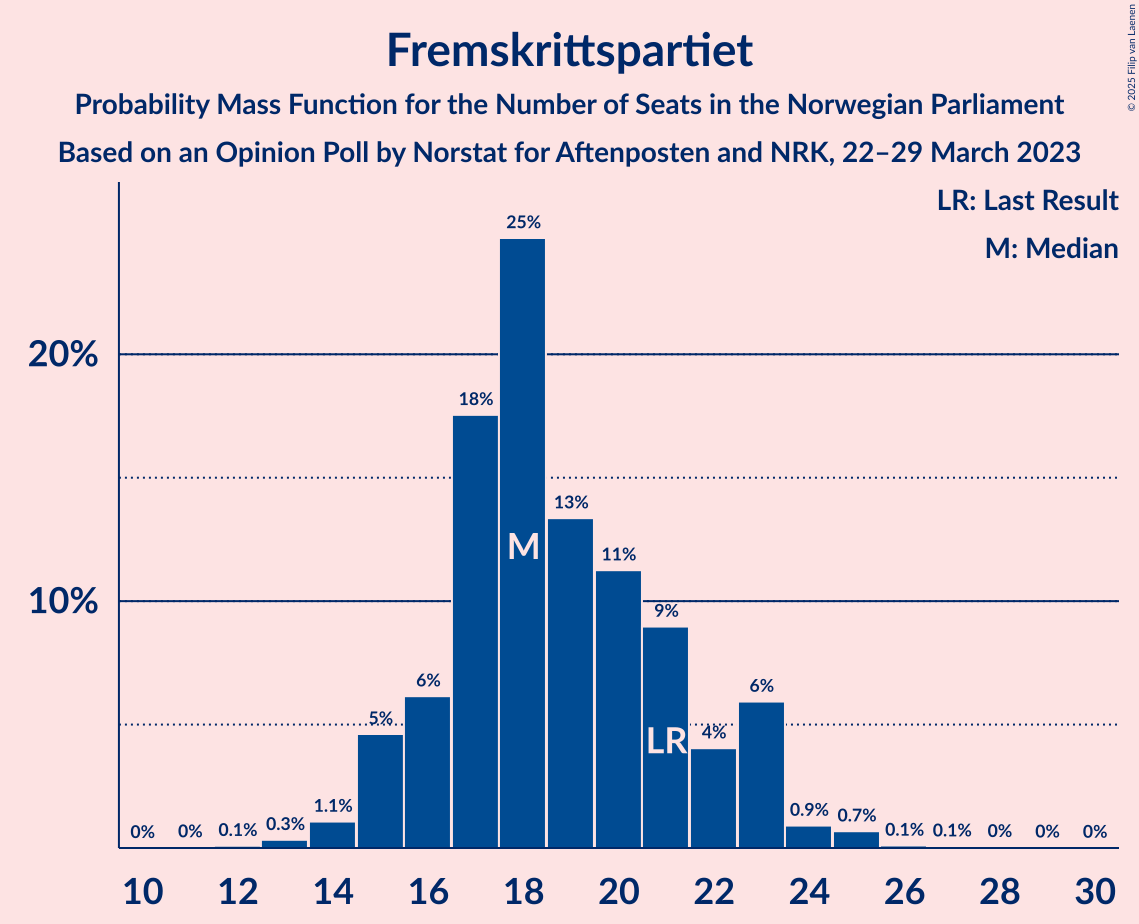 Fremskrittspartiet
Probability Mass Function for the Number of Seats in the Norwegian Parliament
Based on an Opinion Poll by Norstat for Aftenposten and NRK, 22–29 March 2023
© 2025 Filip van Laenen
LR: Last Result
M: Median
20%
10%
0%
0%
0.1%
0.3%
1.1%
5%
6%
18%
25%
13%
11%
9%
4%
6%
0.9%
0.7%
0.1%
0.1%
0%
0%
0%
M
LR
10 12 14 16 18 20 22 24 26 28 30